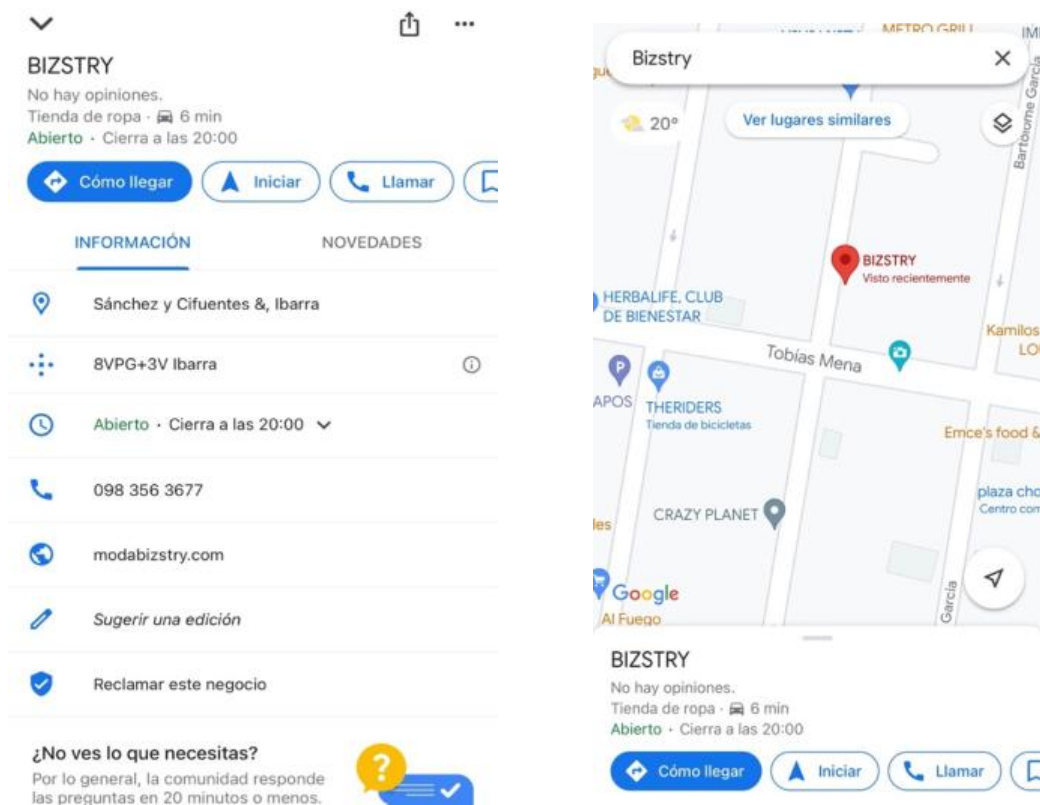 BIZSTRY
No hay opiniones.
Tienda de ropa · 6 min
Abierto · Cierra a las 20:00
Cómo llegar
Iniciar
Llamar
INFORMACIÓN
NOVEDADES
Sánchez y Cifuentes &, Ibarra
8VPG+3V Ibarra
Abierto · Cierra a las 20:00
098 356 3677
modabizstry.com
Sugerir una edición
Reclamar este negocio
¿No ves lo que necesitas?
Por lo general, la comunidad responde
las preguntas en 20 minutos o menos.
METRO GRILL
Bizstry
20°
Ver lugares similares
Bartolome García
BIZSTRY
Visto recientemente
HERBALIFE, CLUB
DE BIENESTAR
Kamilos
Tobías Mena
APOS
THERIDERS
Tienda de bicicletas
Emce's food &
plaza
Centro
CRAZY PLANET
García
Google
Al Fuego
BIZSTRY
No hay opiniones.
Tienda de ropa · 6 min
Abierto · Cierra a las 20:00
Cómo llegar
Iniciar
Llamar